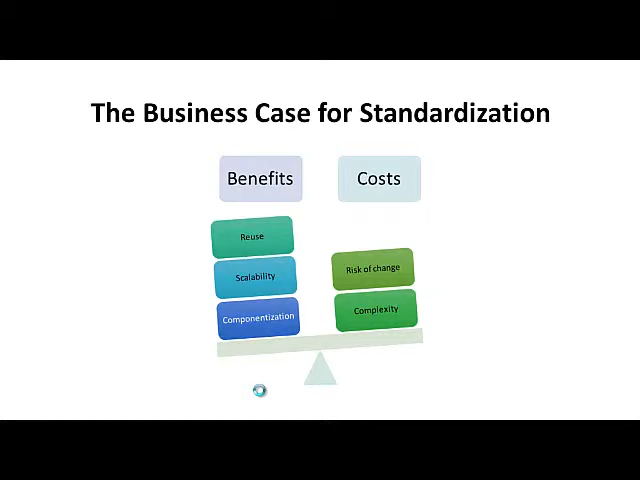 The Business Case for Standardization
Benefits
Costs
Reuse
Scalability
Componentization
Risk of change
Complexity